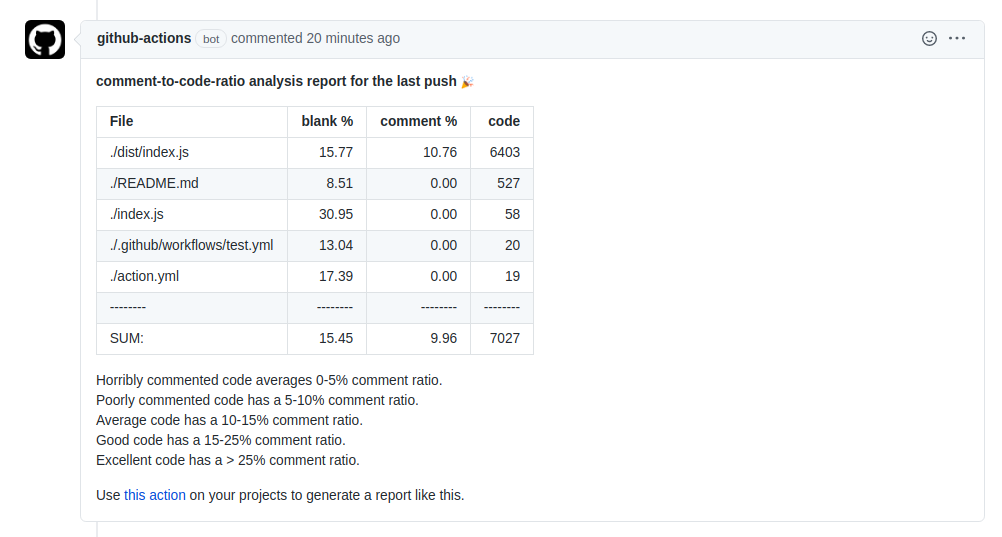 github-actions bot commented 20 minutes ago
comment-to-code-ratio analysis report for the last push 🎉
File blank % comment % code
./dist/index.js 15.77 10.76 6403
./README.md 8.51 0.00 527
./index.js 30.95 0.00 58
./.github/workflows/test.yml 13.04 0.00 20
./action.yml 17.39 0.00 19
-------- -------- -------- --------
SUM: 15.45 9.96 7027
Horribly commented code averages 0-5% comment ratio.
Poorly commented code has a 5-10% comment ratio.
Average code has a 10-15% comment ratio.
Good code has a 15-25% comment ratio.
Excellent code has a > 25% comment ratio.
Use this action on your projects to generate a report like this.